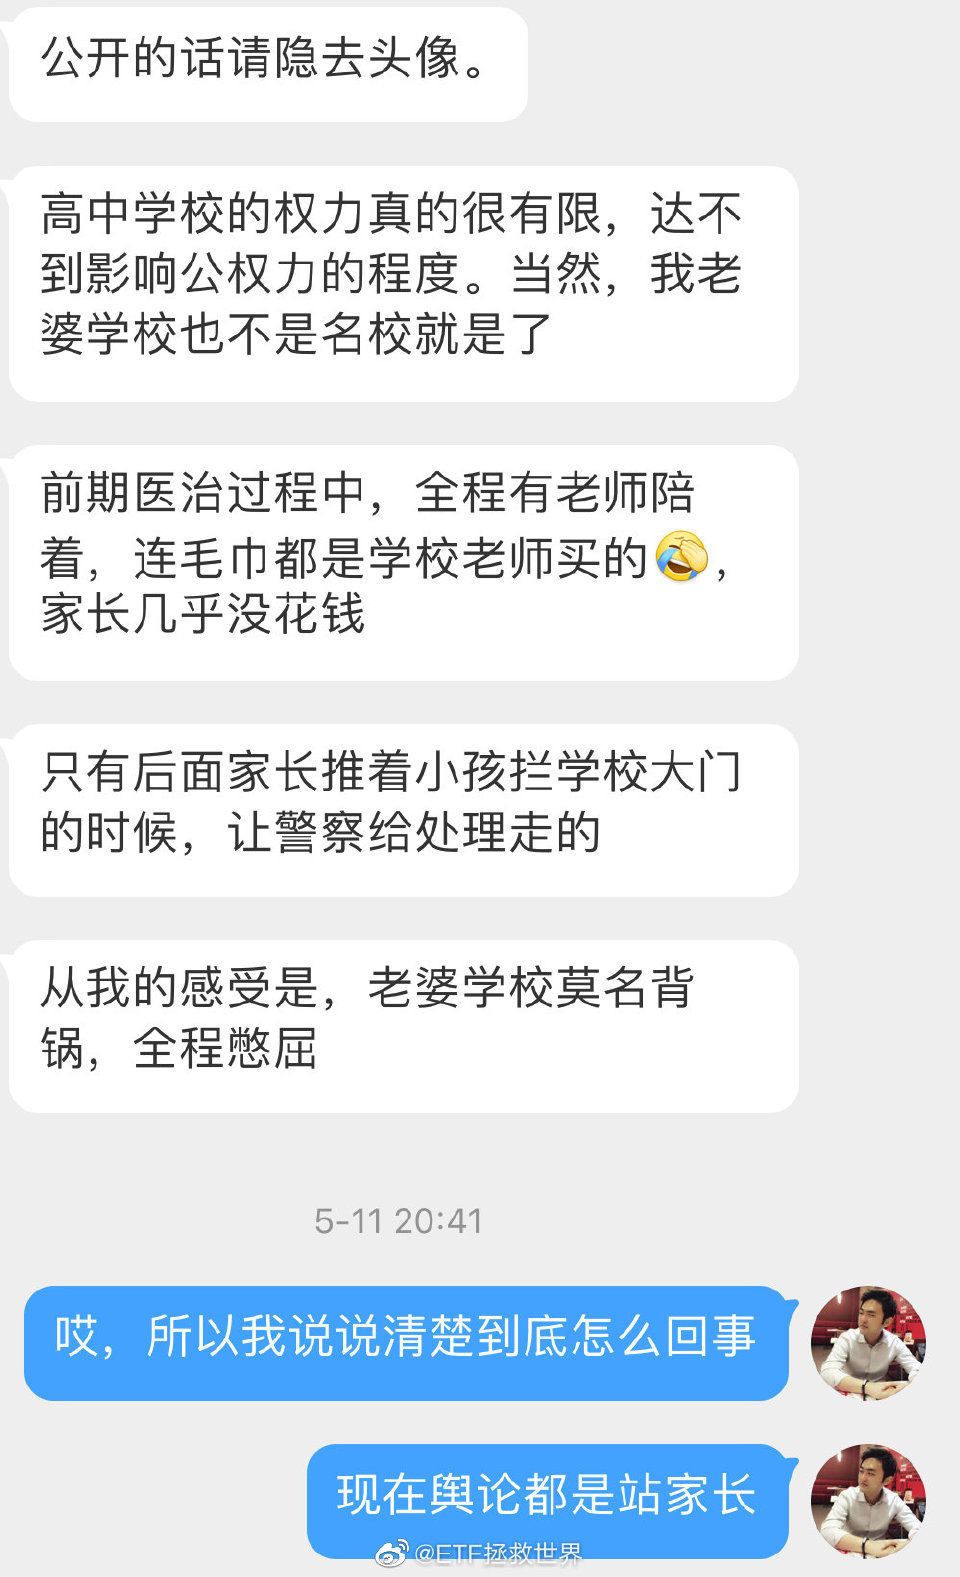 公开的话请隐去头像。
高中学校的权力真的很有限，达不
到影响公权力的程度。当然，我老
婆学校也不是名校就是了
前期医治过程中，全程有老师陪
着，连毛巾都是学校老师买的🤣，
家长几乎没花钱
只有后面家长推着小孩拦学校大门
的时候，让警察给处理走的
从我的感受是，老婆学校莫名背
锅，全程憋屈
5-11 20:41
哎，所以我说说清楚到底怎么回事
现在舆论都是站家长
@ETF拯救世界